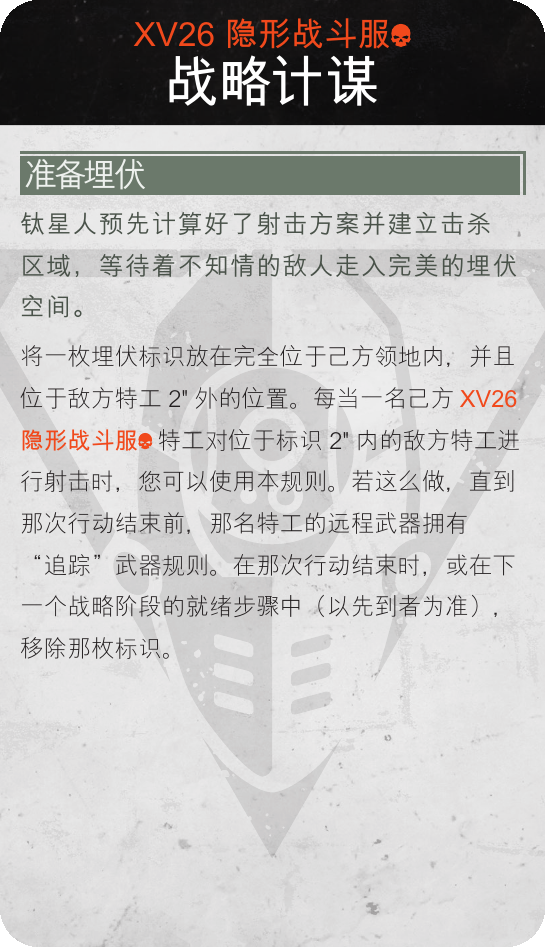 XV26 隐形战斗服
战略计谋
准备埋伏
钛星人预先计算好了射击方案并建立击杀
区域，等待着不知情的敌人走入完美的埋伏
空间。
将一枚埋伏标识放在完全位于己方领地内，并且
位于敌方特工 2" 外的位置。每当一名己方 XV26
隐形战斗服 特工对位于标识 2" 内的敌方特工进
行射击时，您可以使用本规则。若这么做，直到
那次行动结束前，那名特工的远程武器拥有
“追踪”武器规则。在那次行动结束时，或在下
一个战略阶段的就绪步骤中（以先到者为准），
移除那枚标识。